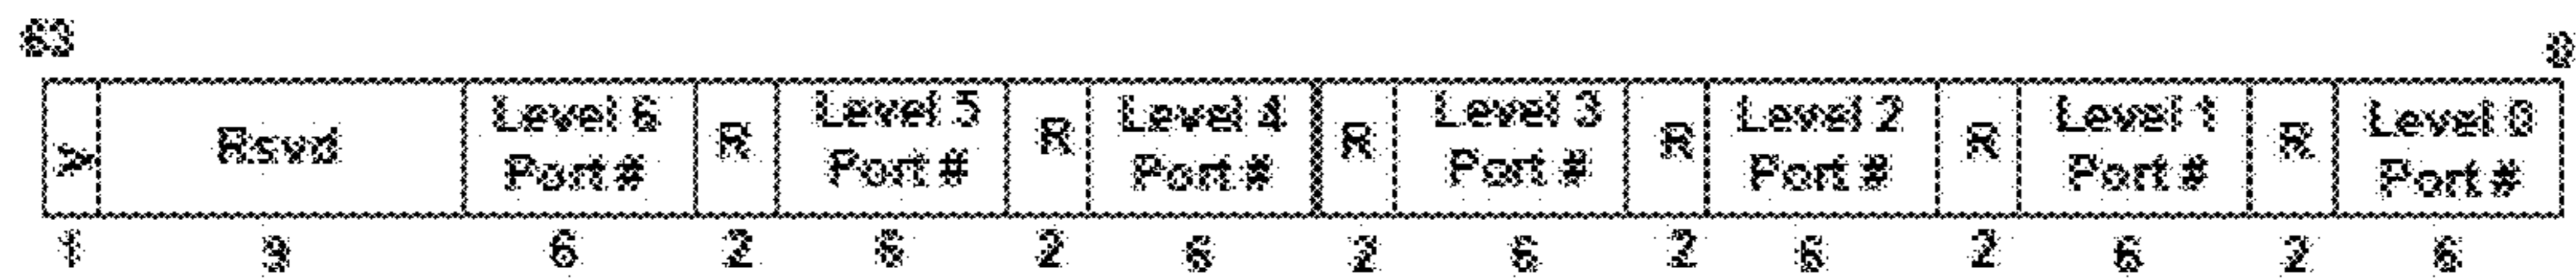 63 0
V Rsvd Level 6 Port # R Level 5 Port # R Level 4 Port # R Level 3 Port # R Level 2 Port # R Level 1 Port # R Level 0 Port #
1 9 6 2 6 2 6 2 6 2 6 2 6 2 6